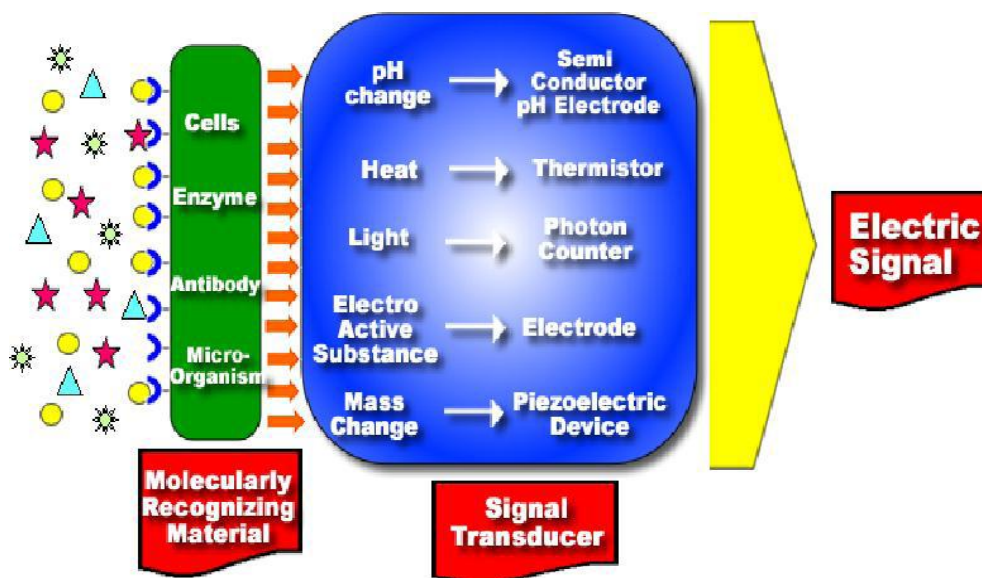 Cells
Enzyme
Antibody
Micro-
Organism
pH
change
Semi
Conductor
pH Electrode
Heat
Thermistor
Light
Photon
Counter
Electro
Active
Substance
Electrode
Mass
Change
Piezoelectric
Device
Electric
Signal
Molecularly
Recognizing
Material
Signal
Transducer